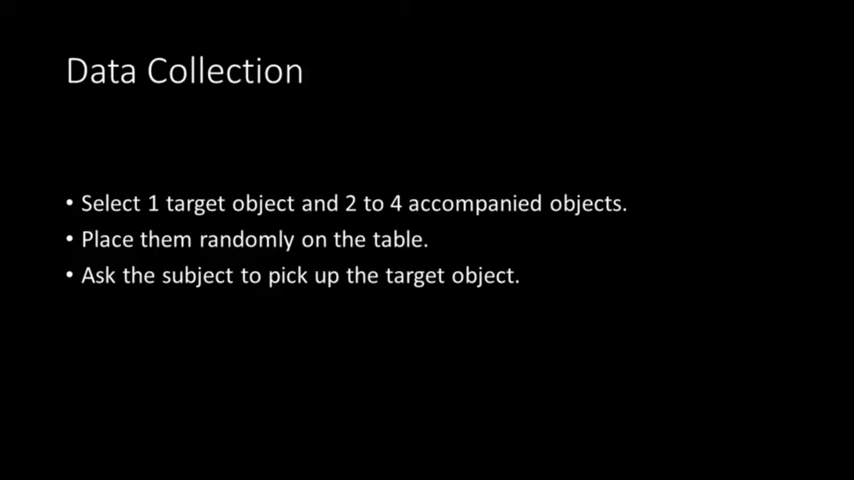 Data Collection
• Select 1 target object and 2 to 4 accompanied objects.
• Place them randomly on the table.
• Ask the subject to pick up the target object.